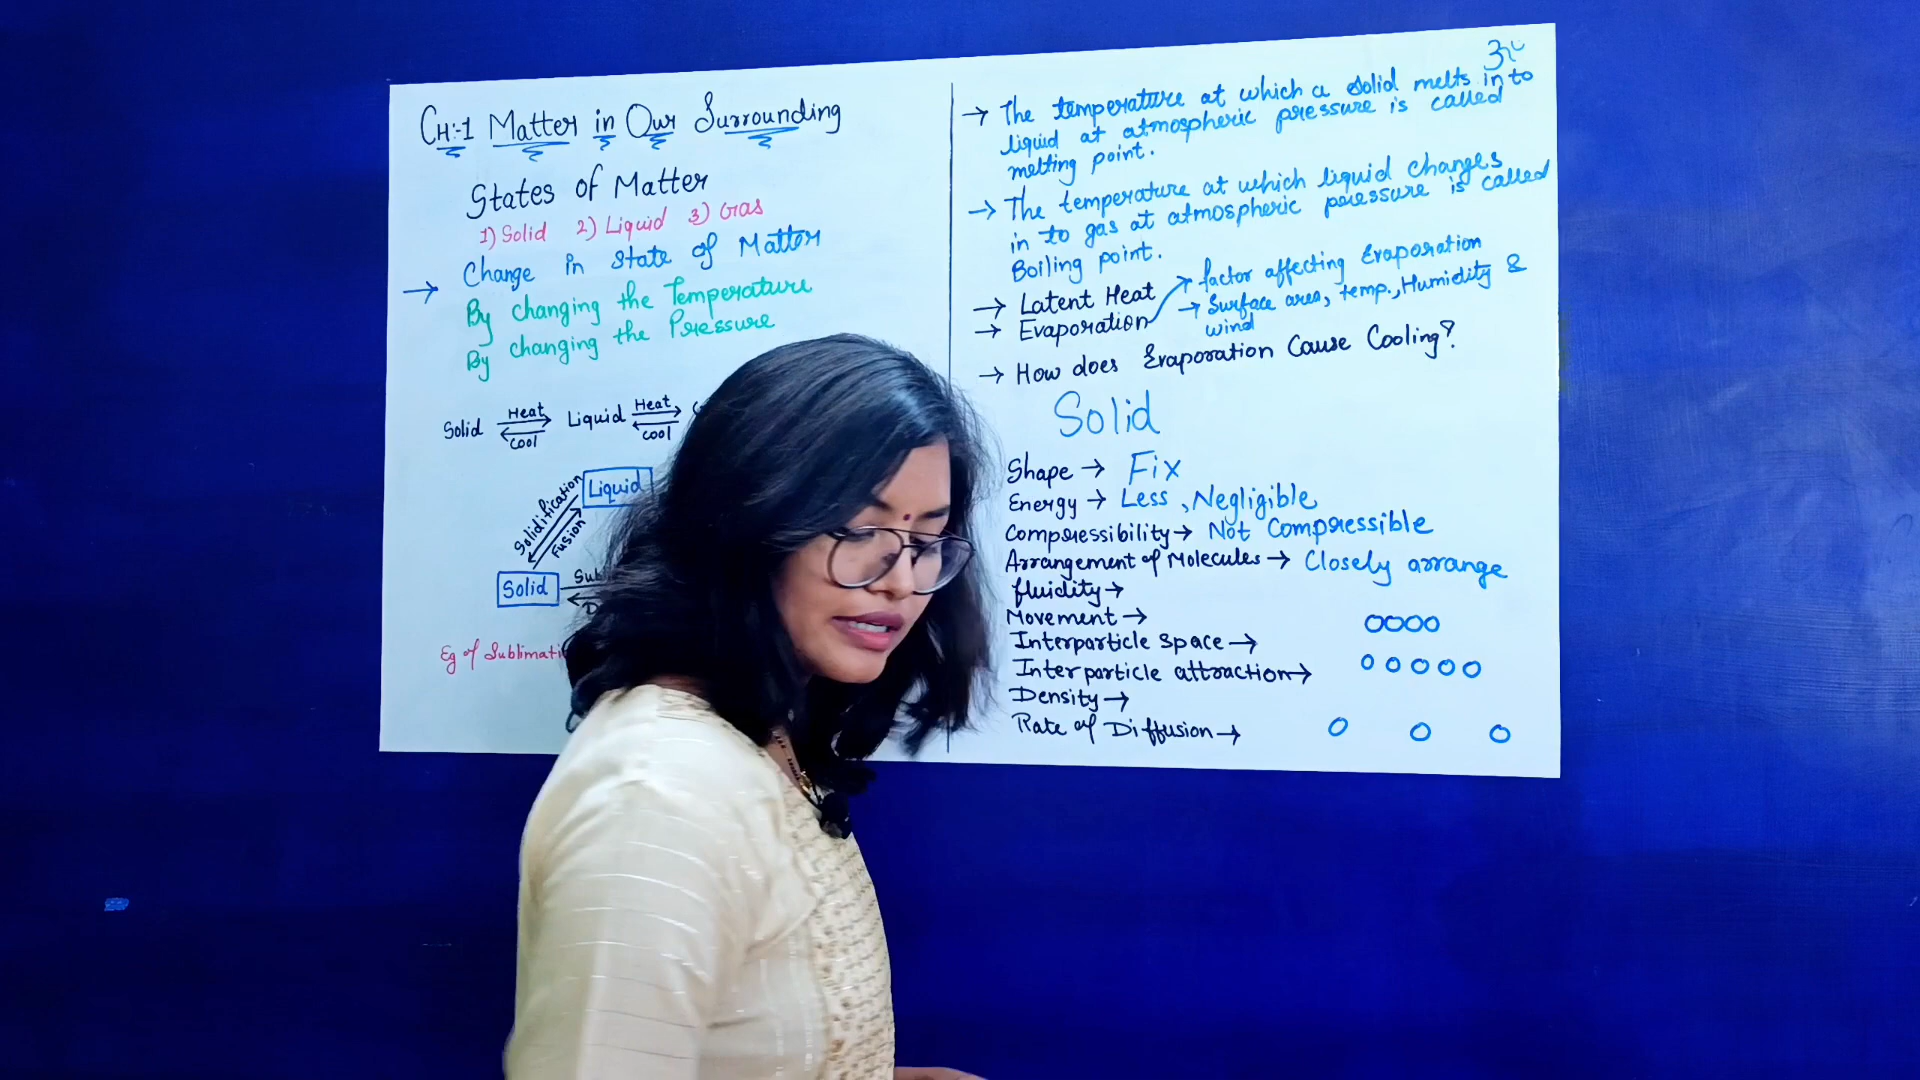 CH:-1 Matter in Our Surrounding
States of Matter
1) Solid 2) Liquid 3) Gas
→ Change in State of Matter
By changing the Temperature
By changing the Pressure
Solid Heat Cool Liquid Heat Cool
Liquid
Solidification
Fusion
Solid
Eg of
→ The temperature at which a solid melts in to
liquid at atmospheric pressure is called
melting point.
→ The temperature at which liquid changes
in to gas at atmospheric pressure is called
Boiling point.
→ Latent Heat
→ Evaporation
→ factor affecting Evaporation
→ Surface area, temp., Humidity &
wind
→ How does Evaporation Cause Cooling?
Solid
Shape → Fix
Energy → Less, Negligible
Compressibility → Not Compressible
Arrangement of Molecules → Closely arrange
fluidity →
Movement →
Interparticle Space →
Interparticle attraction →
Density →
Rate of Diffusion →